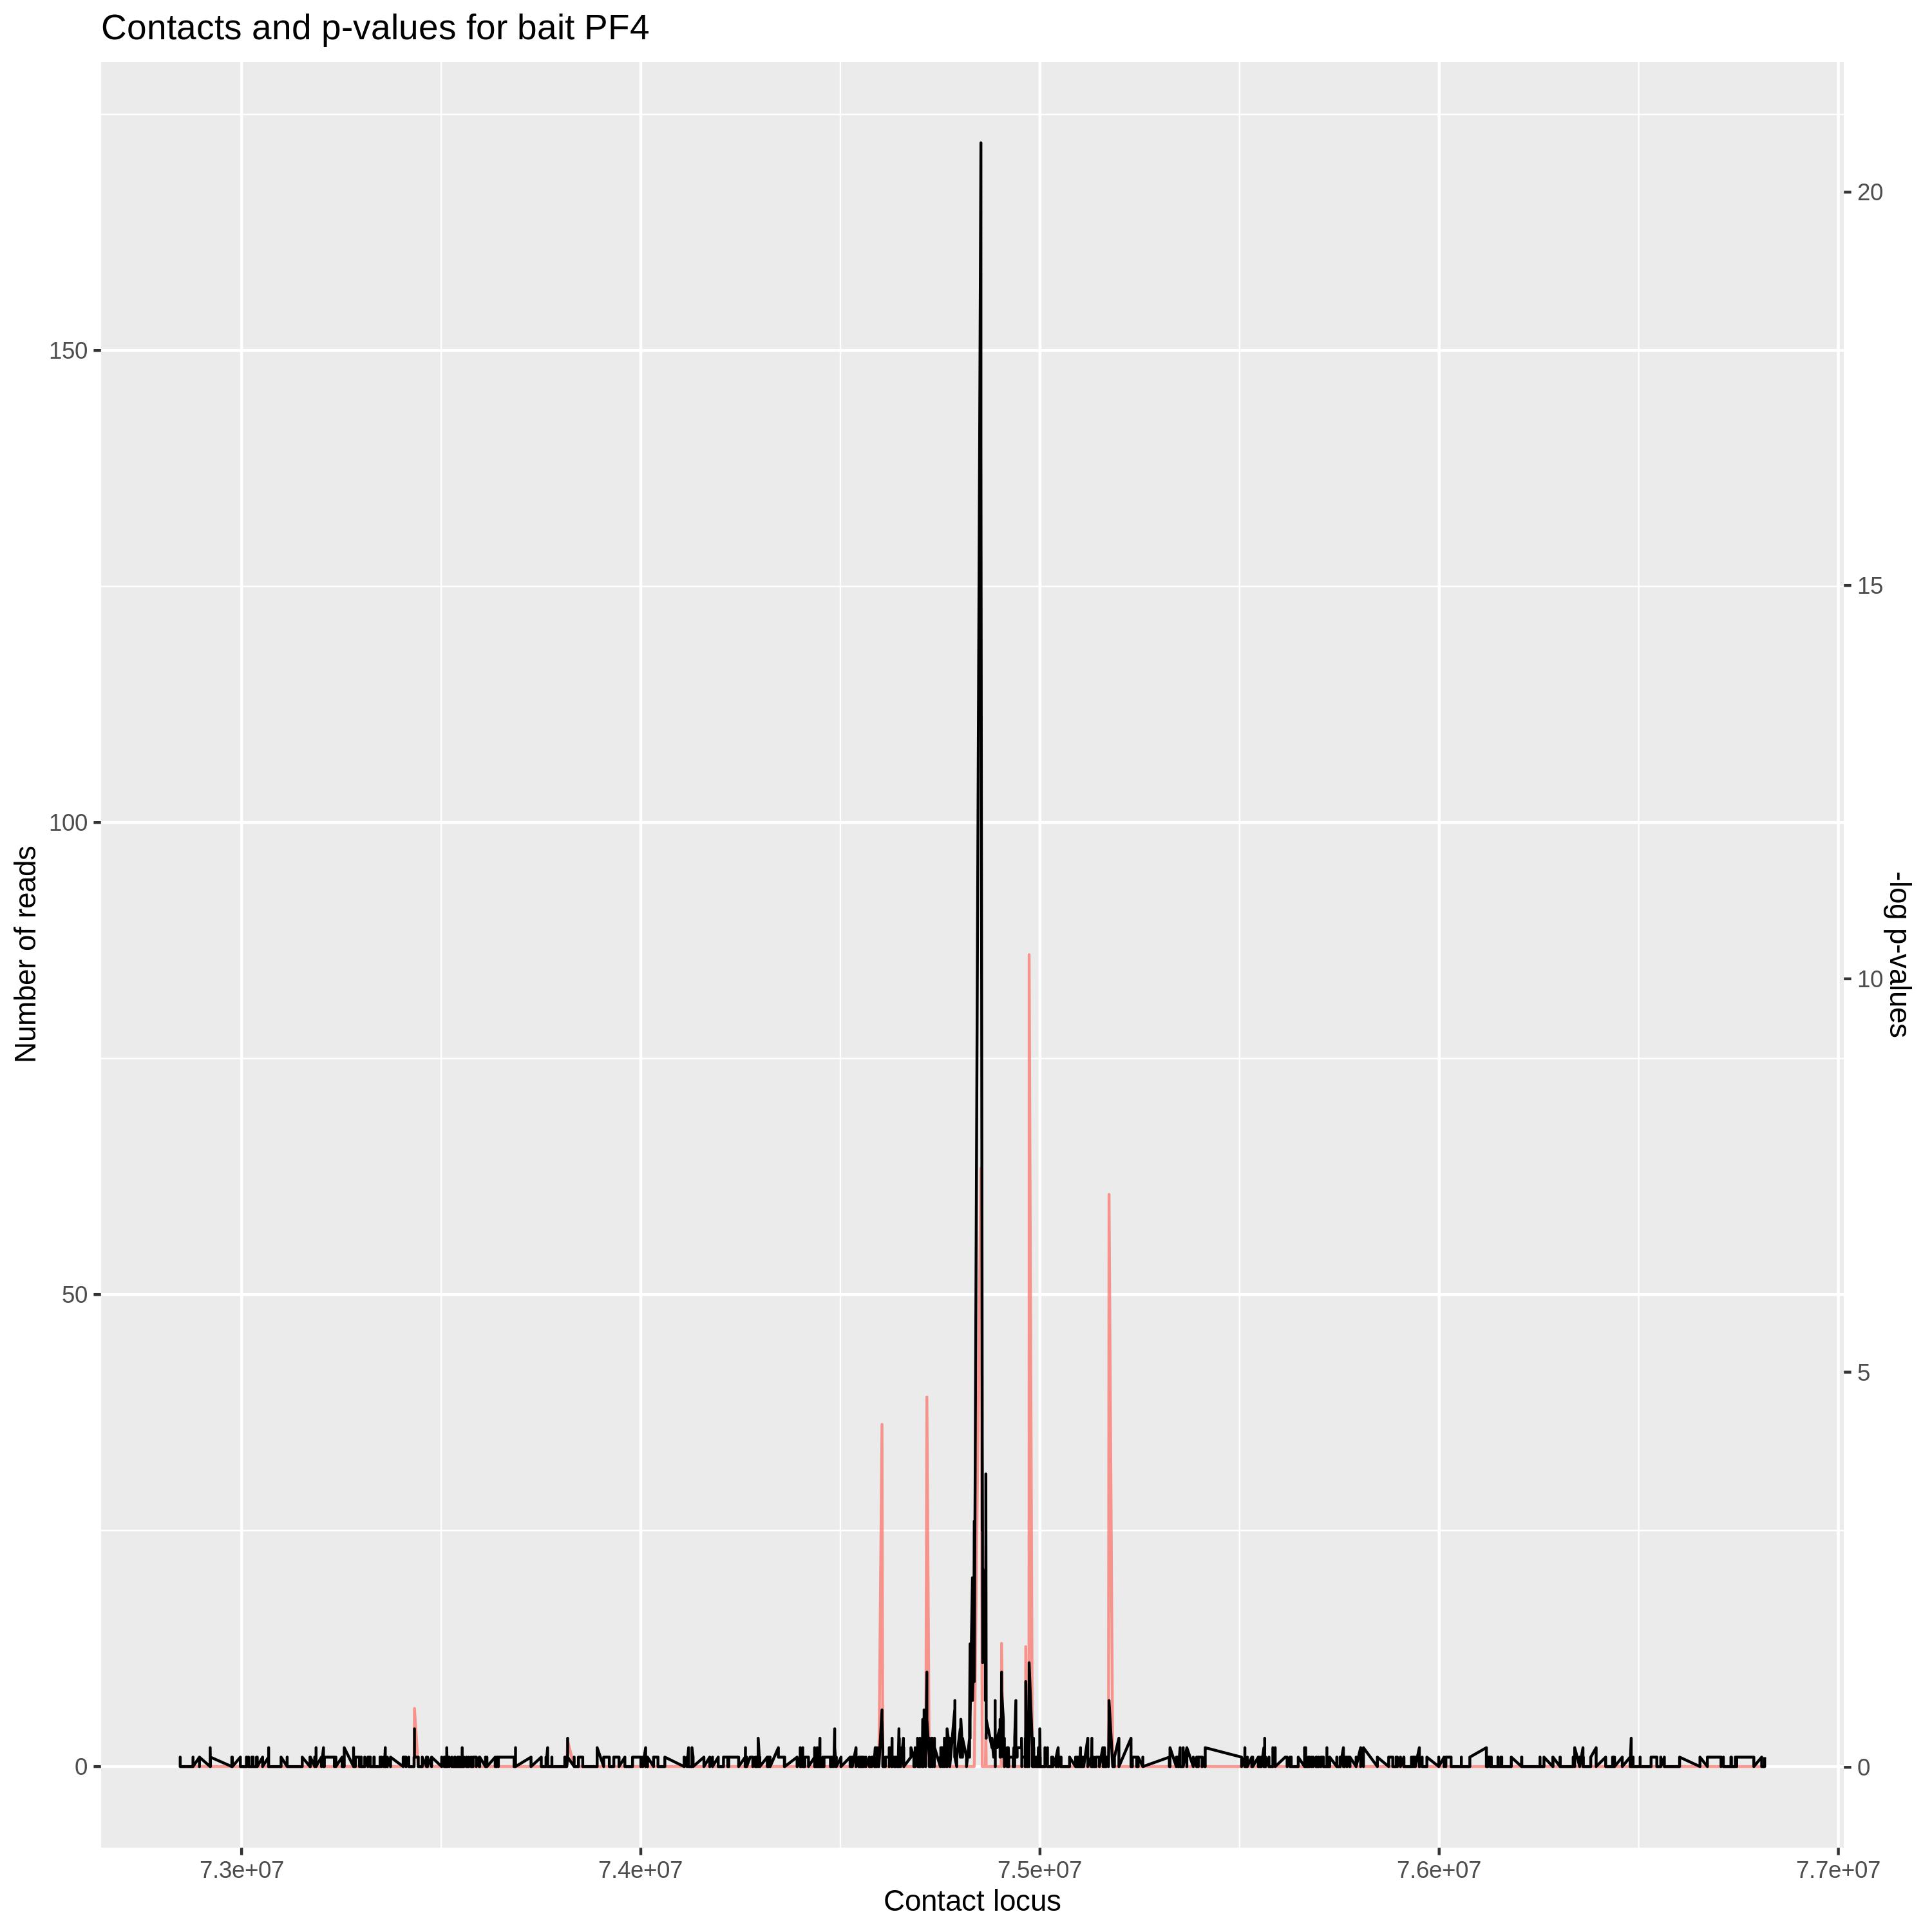 Contacts and p-values for bait PF4
150
100
50
0
Number of reads
20
15
10
5
0
-log p-values
7.3e+07 7.4e+07 7.5e+07 7.6e+07 7.7e+07
Contact locus